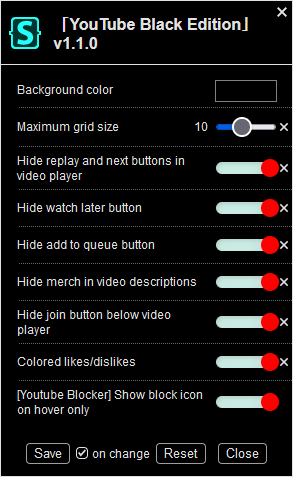 「YouTube Black Edition」
v1.1.0
Background color
Maximum grid size 10
Hide replay and next buttons in
video player
Hide watch later button
Hide add to queue button
Hide merch in video descriptions
Hide join button below video
player
Colored likes/dislikes
[Youtube Blocker] Show block icon
on hover only
Save on change Reset Close